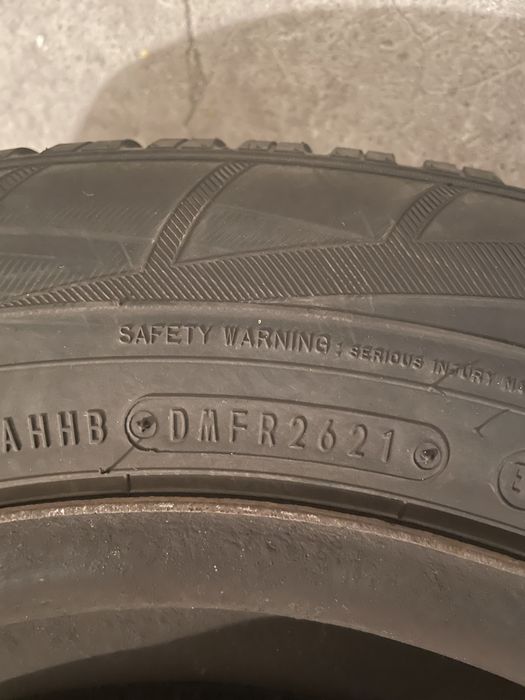 SAFETY WARNING : SERIOUS INJURY
AHHB DMFR2621 E